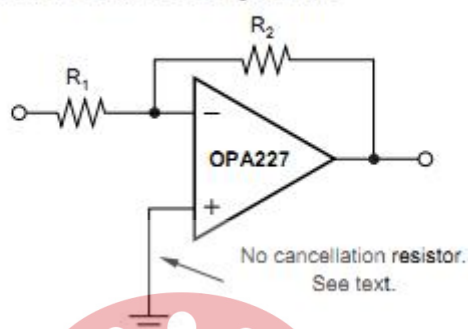 R2
R1
−
OPA227
+
No cancellation resistor.
See text.